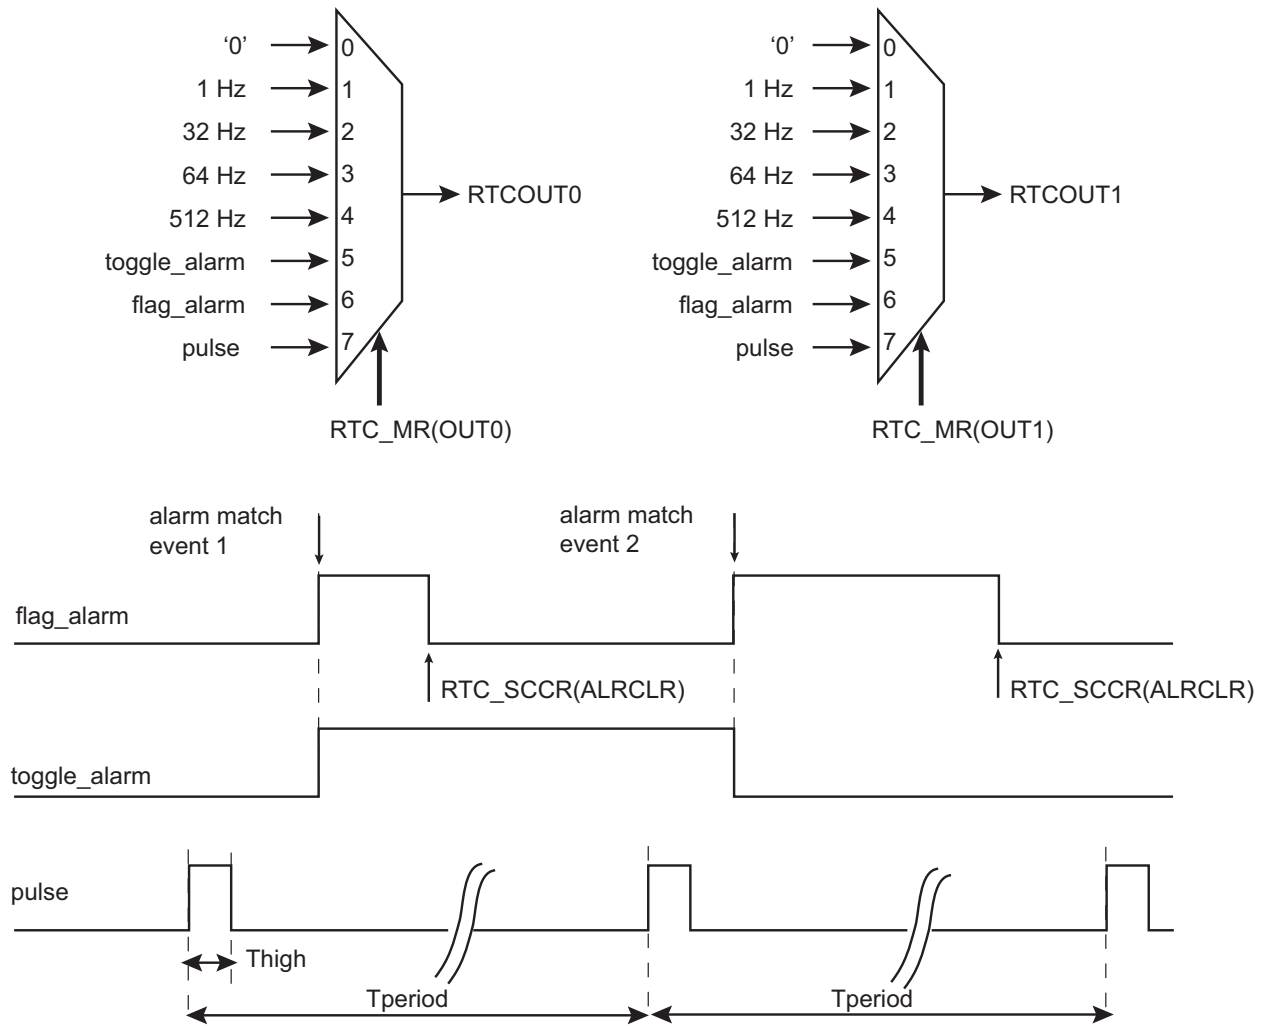 ‘0’ 0 ‘0’ 0
1 Hz 1 1 Hz 1
32 Hz 2 32 Hz 2
64 Hz 3 64 Hz 3
RTCOUT0 RTCOUT1
512 Hz 4 512 Hz 4
toggle_alarm 5 toggle_alarm 5
flag_alarm 6 flag_alarm 6
pulse 7 pulse 7
RTC_MR(OUT0) RTC_MR(OUT1)
alarm match alarm match
event 1 event 2
flag_alarm
RTC_SCCR(ALRCLR) RTC_SCCR(ALRCLR)
toggle_alarm
pulse
Thigh
Tperiod Tperiod